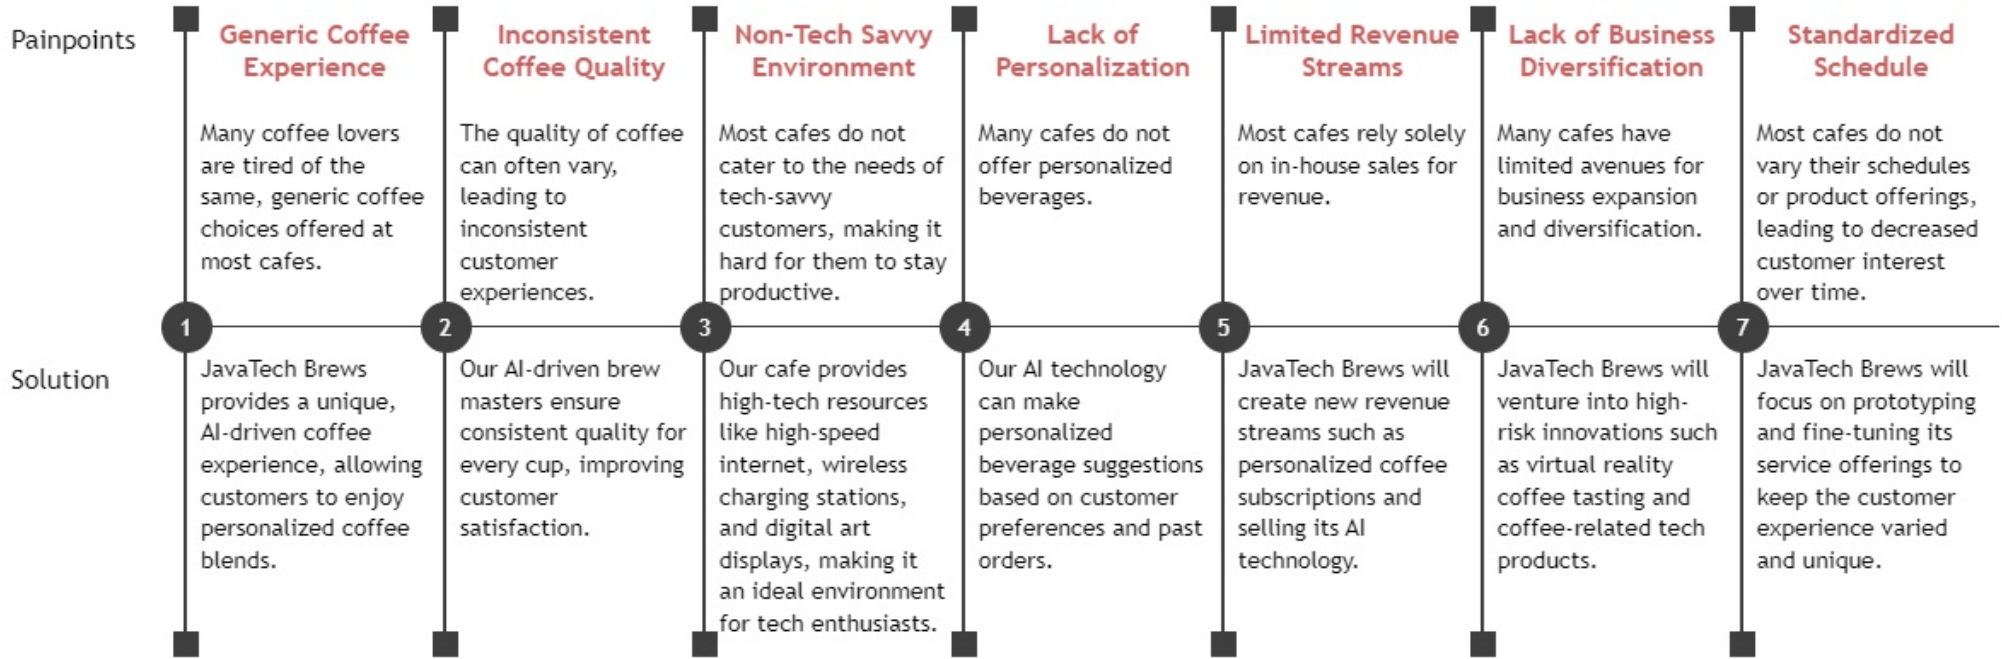 Painpoints
Generic Coffee
Experience
Many coffee lovers
are tired of the
same, generic coffee
choices offered at
most cafes.
Inconsistent
Coffee Quality
The quality of coffee
can often vary,
leading to
inconsistent
customer
experiences.
Non-Tech Savvy
Environment
Most cafes do not
cater to the needs of
tech-savvy
customers, making it
hard for them to stay
productive.
Lack of
Personalization
Many cafes do not
offer personalized
beverages.
Limited Revenue
Streams
Most cafes rely solely
on in-house sales for
revenue.
Lack of Business
Diversification
Many cafes have
limited avenues for
business expansion
and diversification.
Standardized
Schedule
Most cafes do not
vary their schedules
or product offerings,
leading to decreased
customer interest
over time.
1
2
3
4
5
6
7
Solution
JavaTech Brews
provides a unique,
AI-driven coffee
experience, allowing
customers to enjoy
personalized coffee
blends.
Our AI-driven brew
masters ensure
consistent quality for
every cup, improving
customer
satisfaction.
Our cafe provides
high-tech resources
like high-speed
internet, wireless
charging stations,
and digital art
displays, making it
an ideal environment
for tech enthusiasts.
Our AI technology
can make
personalized
beverage suggestions
based on customer
preferences and past
orders.
JavaTech Brews will
create new revenue
streams such as
personalized coffee
subscriptions and
selling its AI
technology.
JavaTech Brews will
venture into high-
risk innovations such
as virtual reality
coffee tasting and
coffee-related tech
products.
JavaTech Brews will
focus on prototyping
and fine-tuning its
service offerings to
keep the customer
experience varied
and unique.